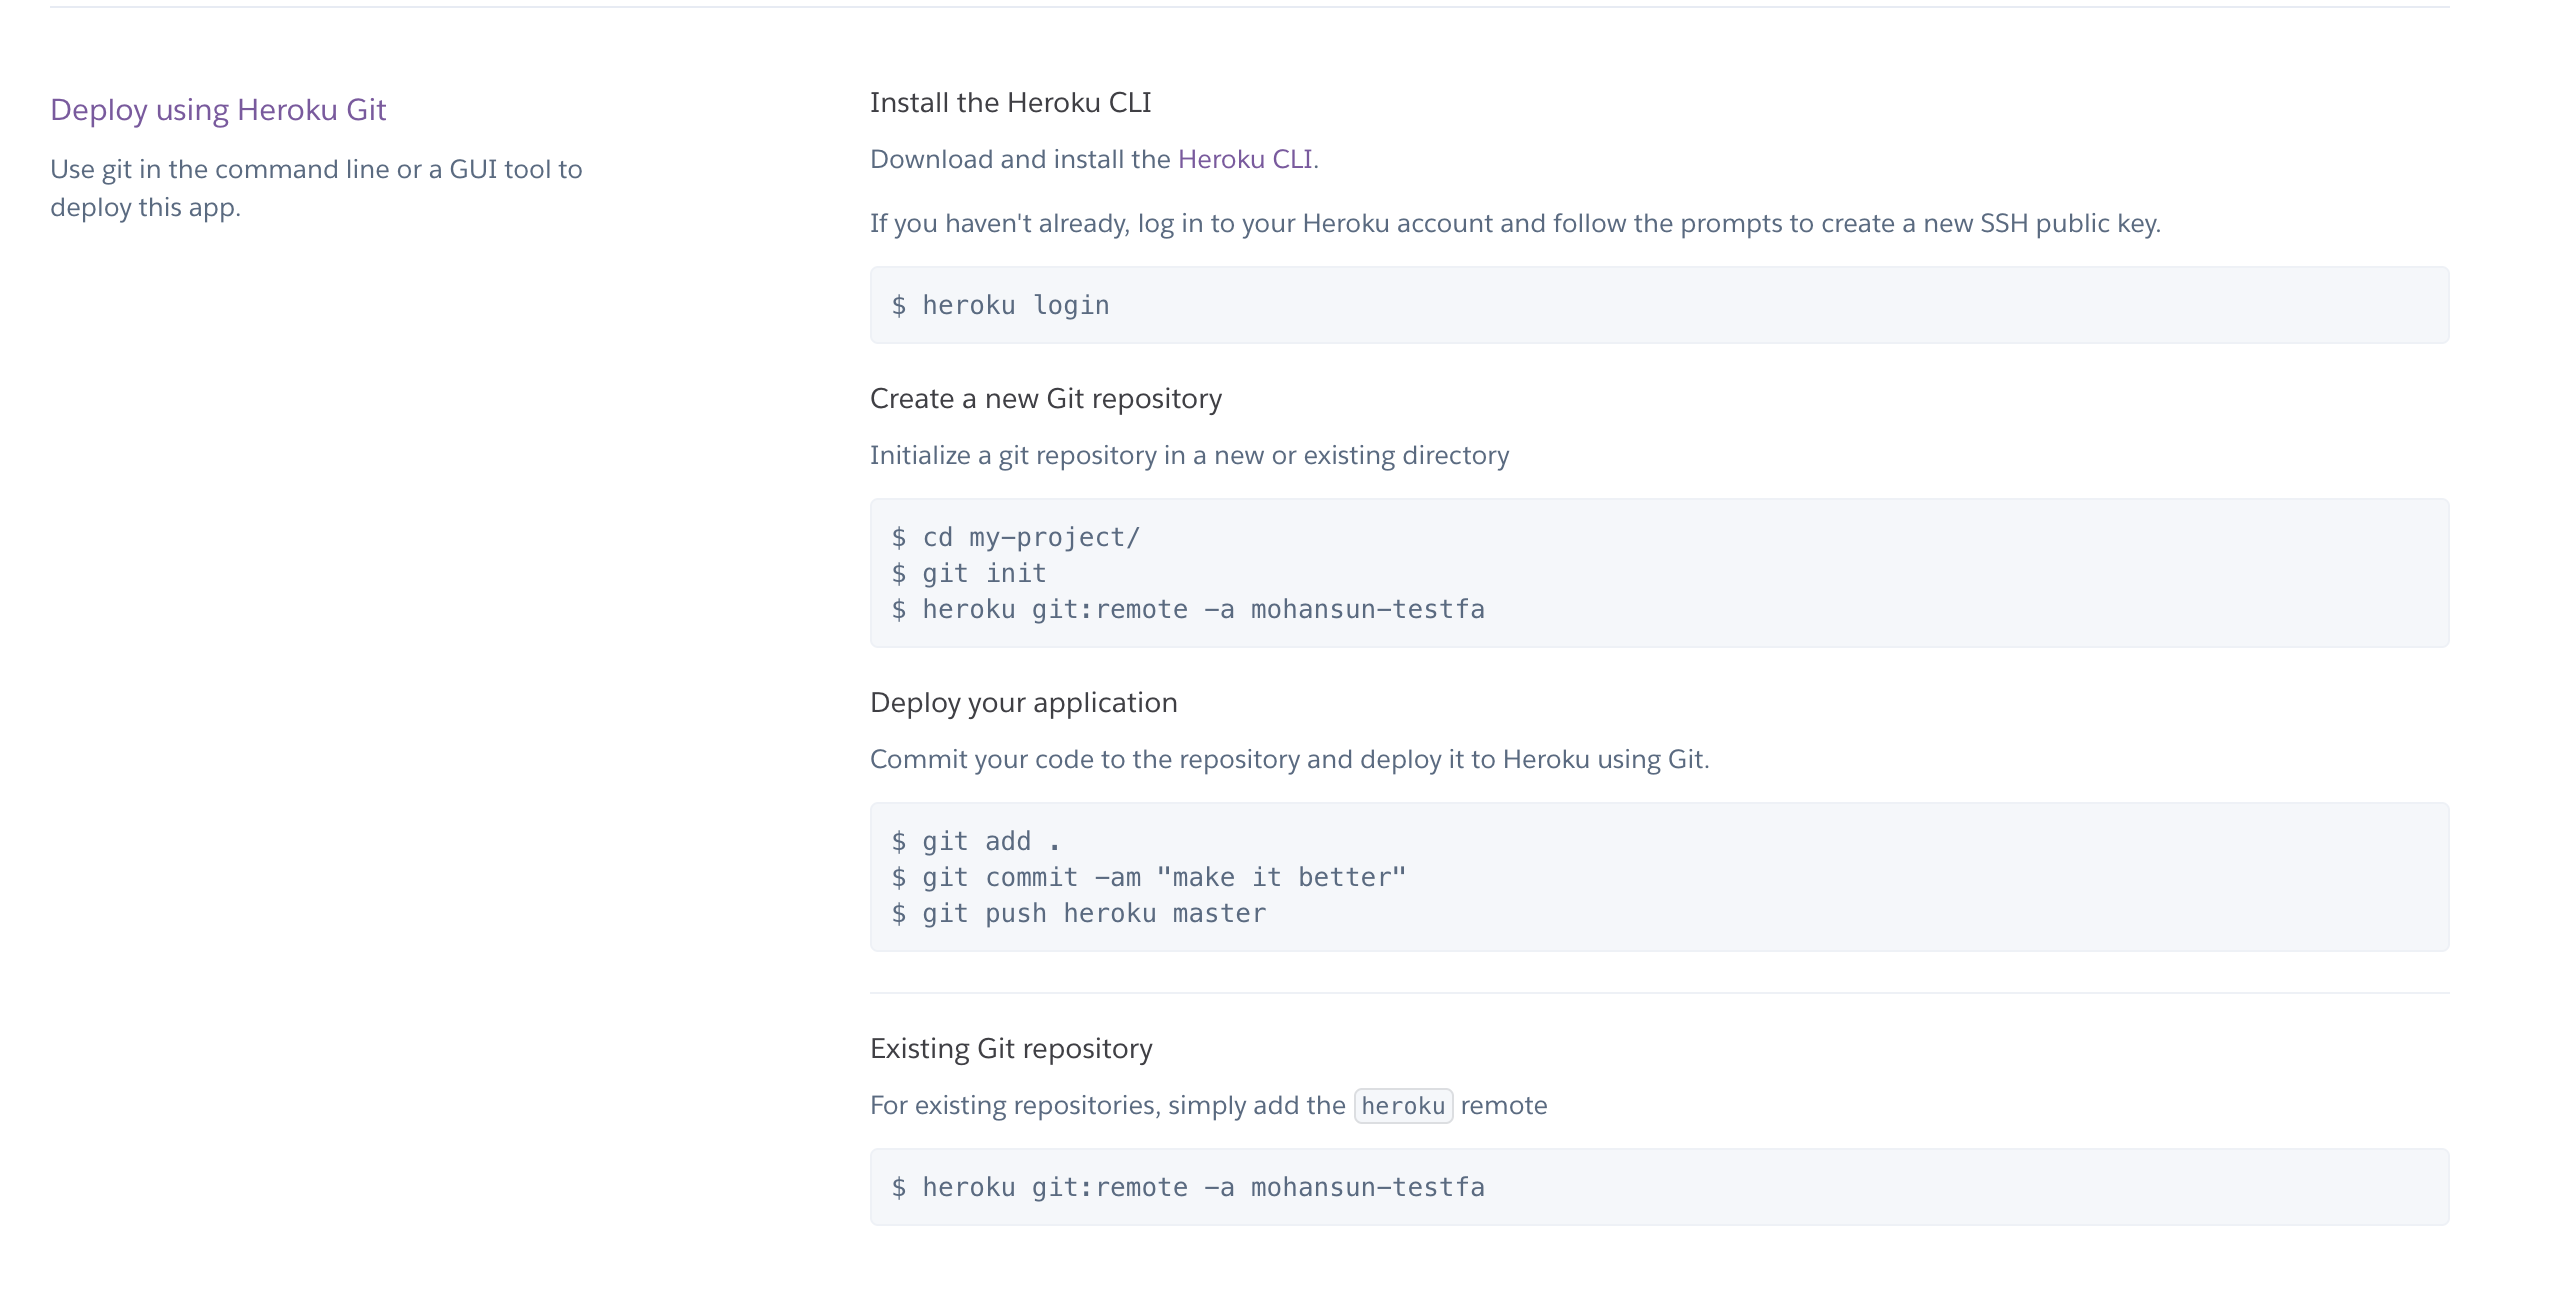 Deploy using Heroku Git
Use git in the command line or a GUI tool to
deploy this app.
Install the Heroku CLI
Download and install the Heroku CLI.
If you haven't already, log in to your Heroku account and follow the prompts to create a new SSH public key.
$ heroku login
Create a new Git repository
Initialize a git repository in a new or existing directory
$ cd my-project/
$ git init
$ heroku git:remote -a mohansun-testfa
Deploy your application
Commit your code to the repository and deploy it to Heroku using Git.
$ git add .
$ git commit -am "make it better"
$ git push heroku master
Existing Git repository
For existing repositories, simply add the heroku remote
$ heroku git:remote -a mohansun-testfa